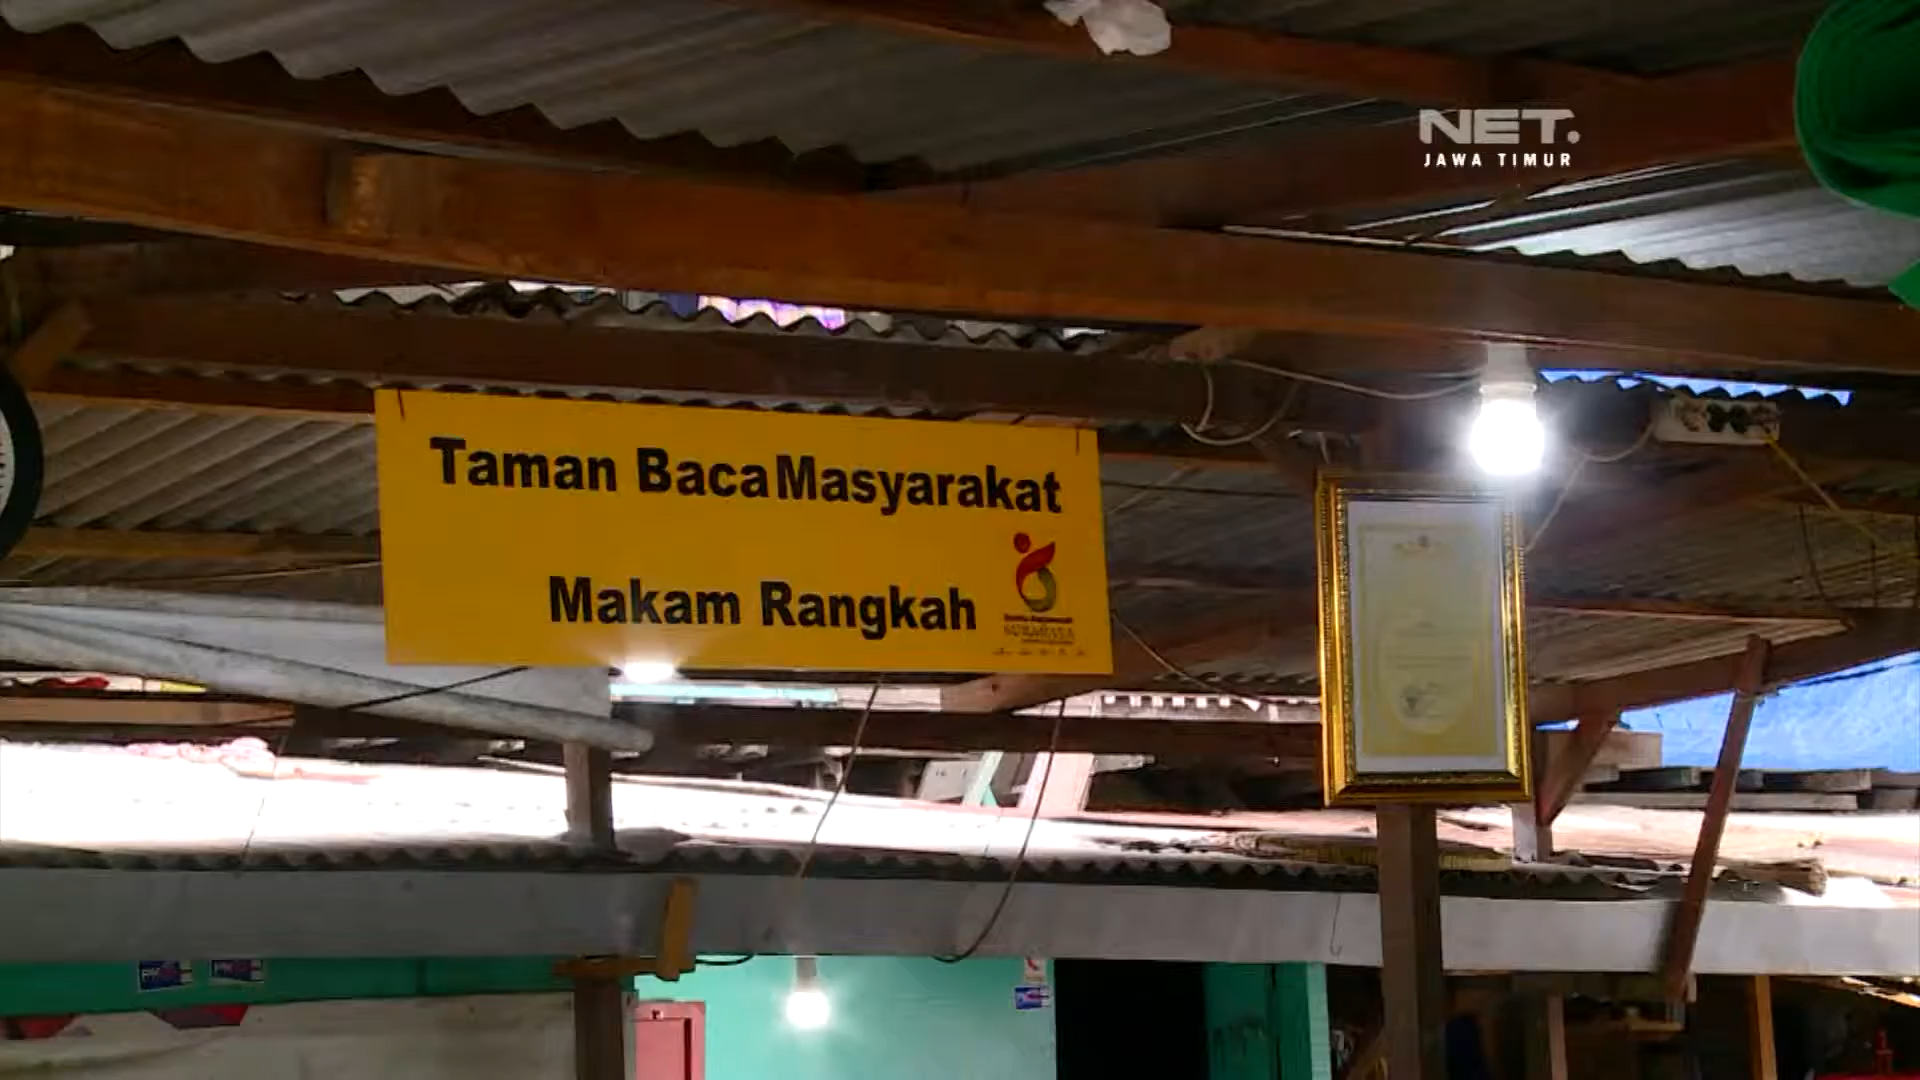 NET.
JAWA TIMUR
Taman Baca Masyarakat
Makam Rangkah
SURABAYA